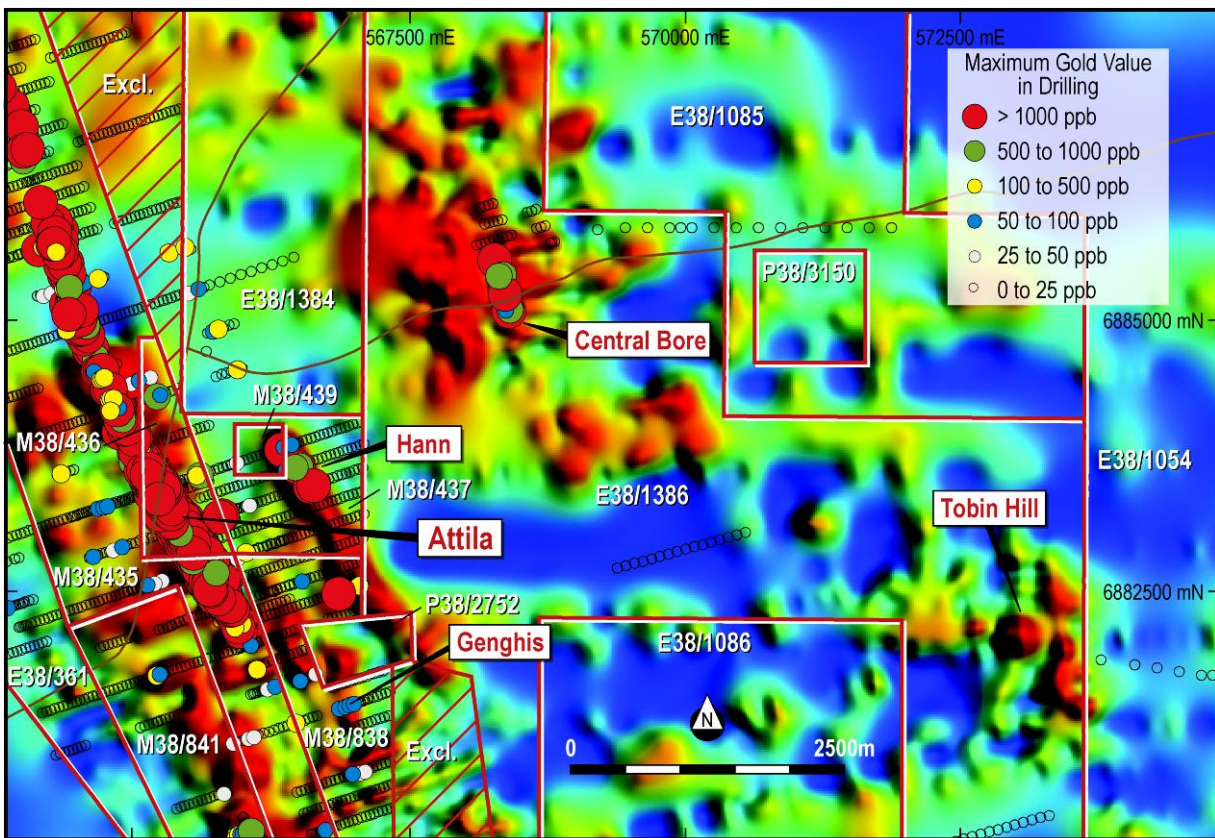 567500 mE
570000 mE
572500 mE
Excl.
Maximum Gold Value
in Drilling
> 1000 ppb
500 to 1000 ppb
100 to 500 ppb
50 to 100 ppb
25 to 50 ppb
0 to 25 ppb
E38/1085
P38/3150
E38/1384
6885000 mN
Central Bore
M38/439
M38/436
Hann
E38/1054
M38/437
E38/1386
Tobin Hill
Attila
M38/435
6882500 mN
P38/2752
E38/1086
Genghis
E38/361
N
M38/841
M38/838
Excl.
0
2500m